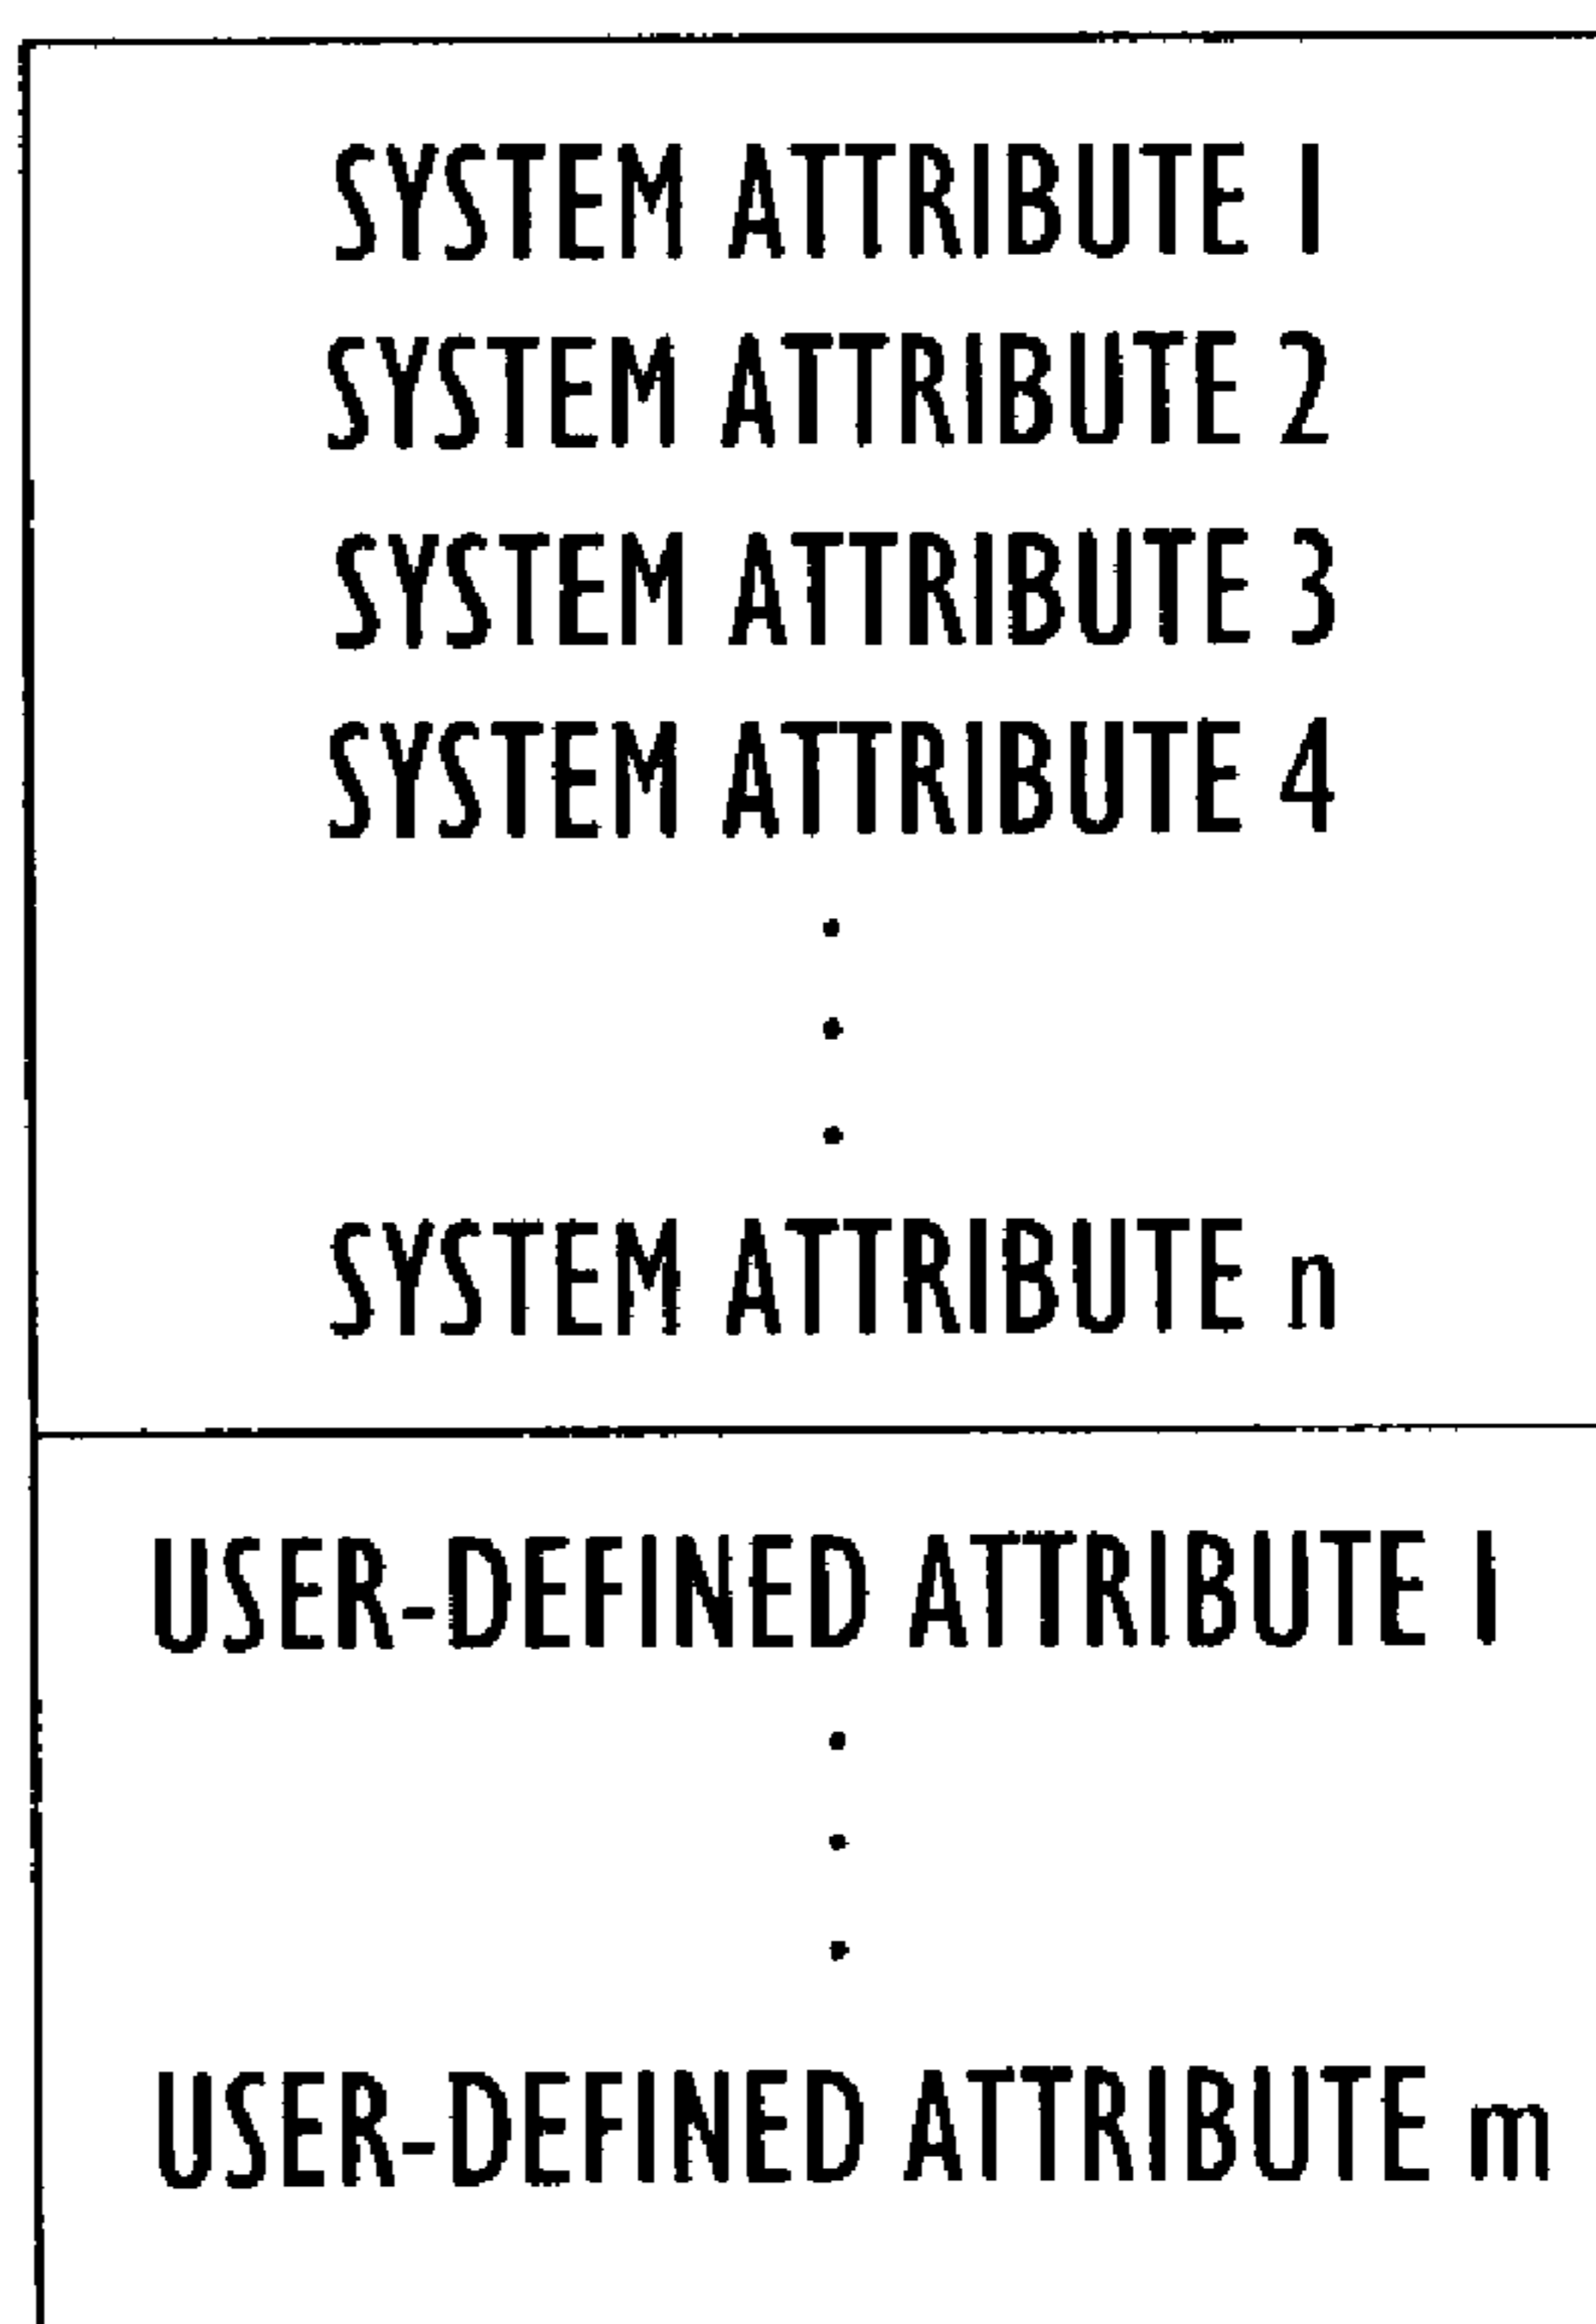 SYSTEM ATTRIBUTE 1
SYSTEM ATTRIBUTE 2
SYSTEM ATTRIBUTE 3
SYSTEM ATTRIBUTE 4
.
.
.
SYSTEM ATTRIBUTE n
USER-DEFINED ATTRIBUTE 1
.
.
.
USER-DEFINED ATTRIBUTE m